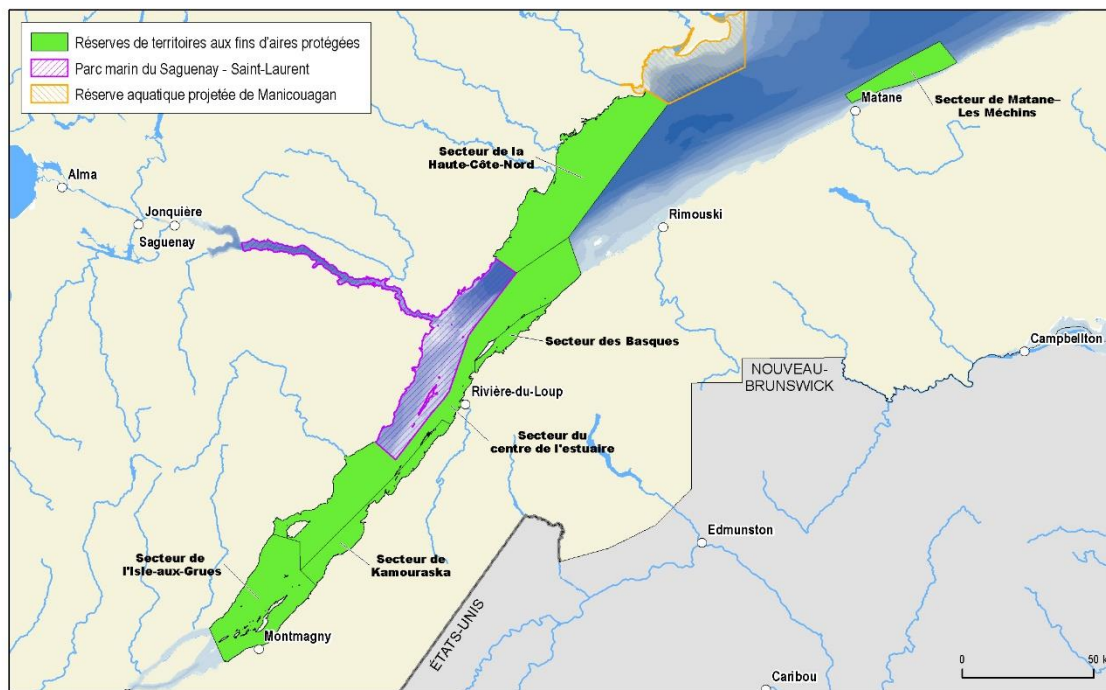 Réserves de territoires aux fins d'aires protégées
Parc marin du Saguenay - Saint-Laurent
Réserve aquatique projetée de Manicouagan
Matane
Secteur de Matane–
Les Méchins
Secteur de la
Haute-Côte-Nord
Alma
Jonquière
Saguenay
Rimouski
Secteur des Basques
Campbellton
NOUVEAU-
BRUNSWICK
Rivière-du-Loup
Secteur du
centre de l'estuaire
Edmunston
Secteur de
l'Isle-aux-Grues
Secteur de
Kamouraska
ÉTATS-UNIS
Montmagny
Caribou
0 50 k